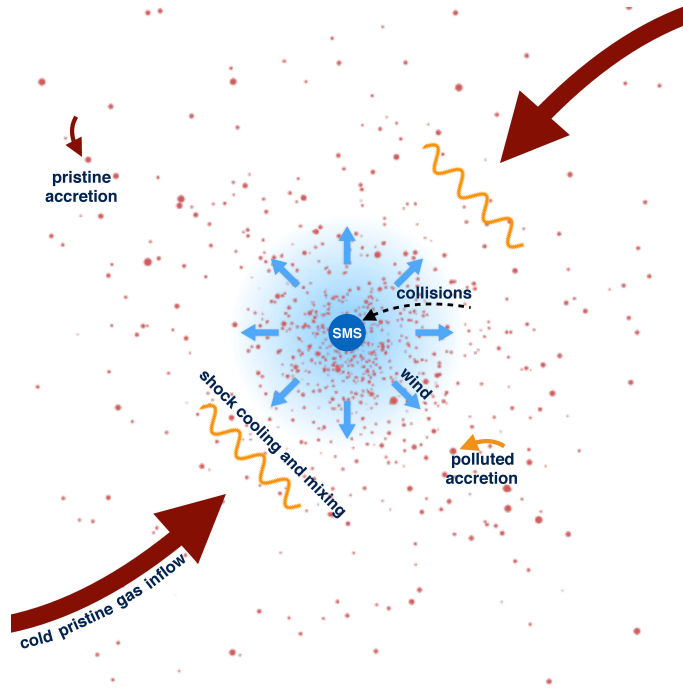 pristine
accretion
collisions
SMS
wind
shock cooling and mixing
polluted
accretion
cold pristine gas inflow